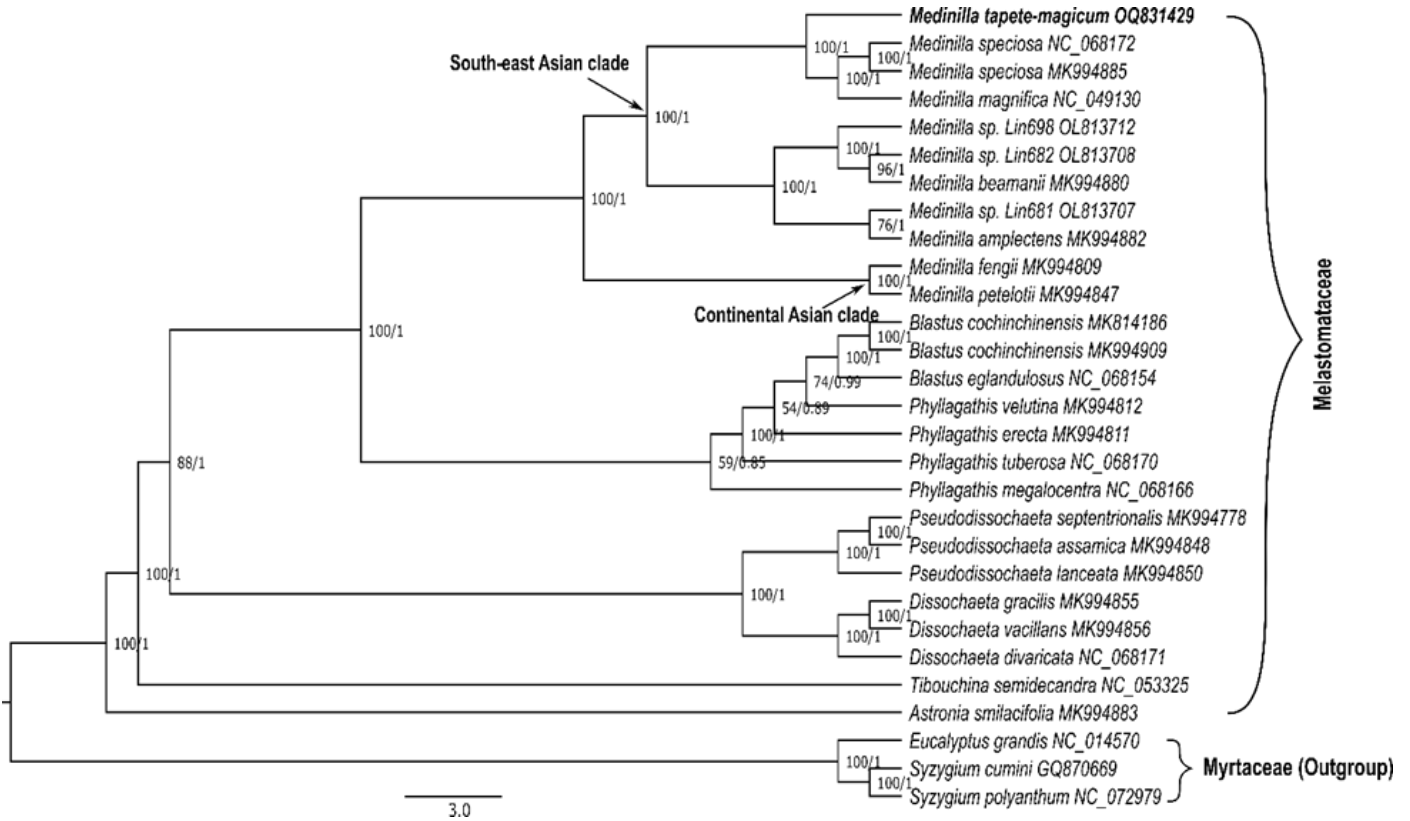 Medinilla tapete-magicum OQ831429
100/1
Medinilla speciosa NC_068172
100/1
South-east Asian clade
Medinilla speciosa MK994885
100/1
Medinilla magnifica NC_049130
100/1
Medinilla sp. Lin698 OL813712
100/1
Medinilla sp. Lin682 OL813708
96/1
Medinilla beamanii MK994880
100/1
100/1
Medinilla sp. Lin681 OL813707
76/1
Medinilla amplectens MK994882
Medinilla fengii MK994809
100/1
Medinilla petelotii MK994847
Continental Asian clade
100/1
Blastus cochinchinensis MK814186
100/1
Blastus cochinchinensis MK994909
100/1
Blastus eglandulosus NC_068154
74/0.99
Phyllagathis velutina MK994812
54/0.89
Phyllagathis erecta MK994811
100/1
Phyllagathis tuberosa NC_068170
59/0.85
88/1
Phyllagathis megalocentra NC_068166
Pseudodissochaeta septentrionalis MK994778
100/1
Pseudodissochaeta assamica MK994848
100/1
Pseudodissochaeta lanceata MK994850
100/1
100/1
Dissochaeta gracilis MK994855
100/1
Dissochaeta vacillans MK994856
100/1
Dissochaeta divaricata NC_068171
100/1
Tibouchina semidecandra NC_053325
Astronia smilacifolia MK994883
Melastomataceae
Eucalyptus grandis NC_014570
100/1
Syzygium cumini GQ870669
100/1
Syzygium polyanthum NC_072979
Myrtaceae (Outgroup)
3.0